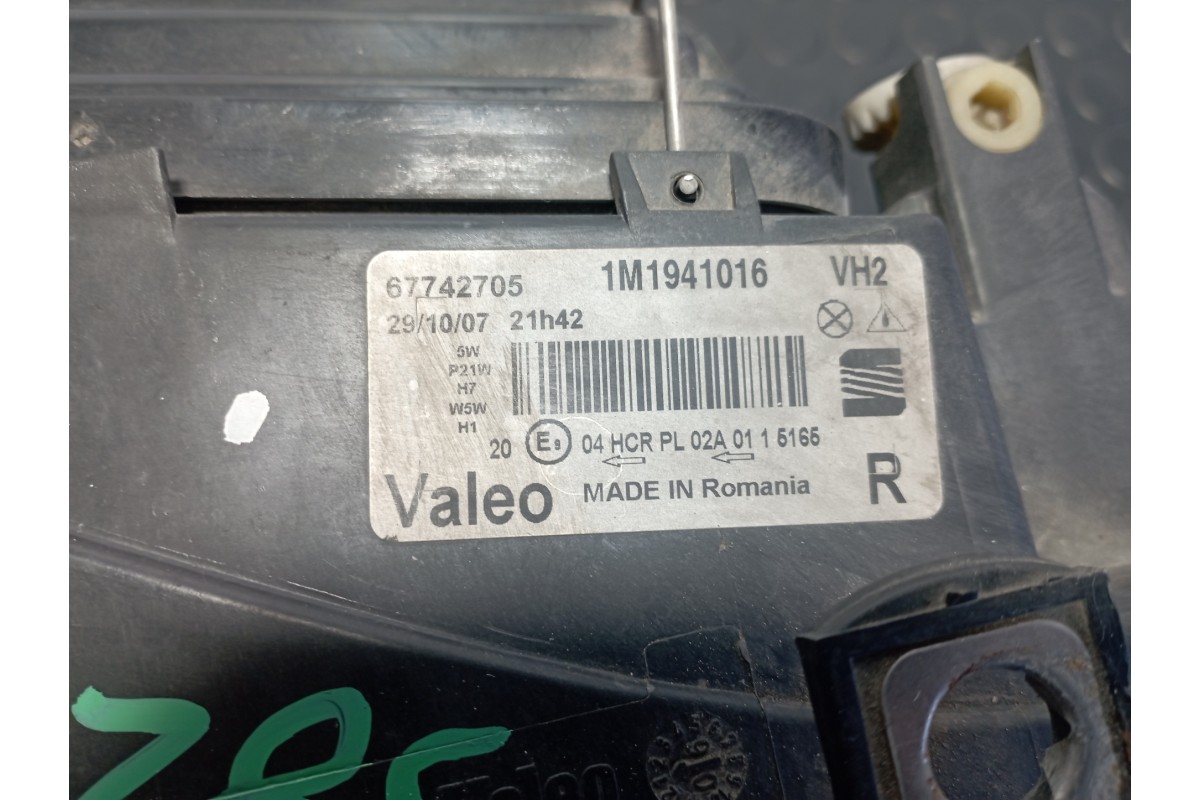 67742705 1M1941016 VH2
29/10/07 21h42
5W
P21W
H7
W5W
H1
20 E9 04 HCR PL 02A 01 1 5165
Valeo MADE IN Romania R